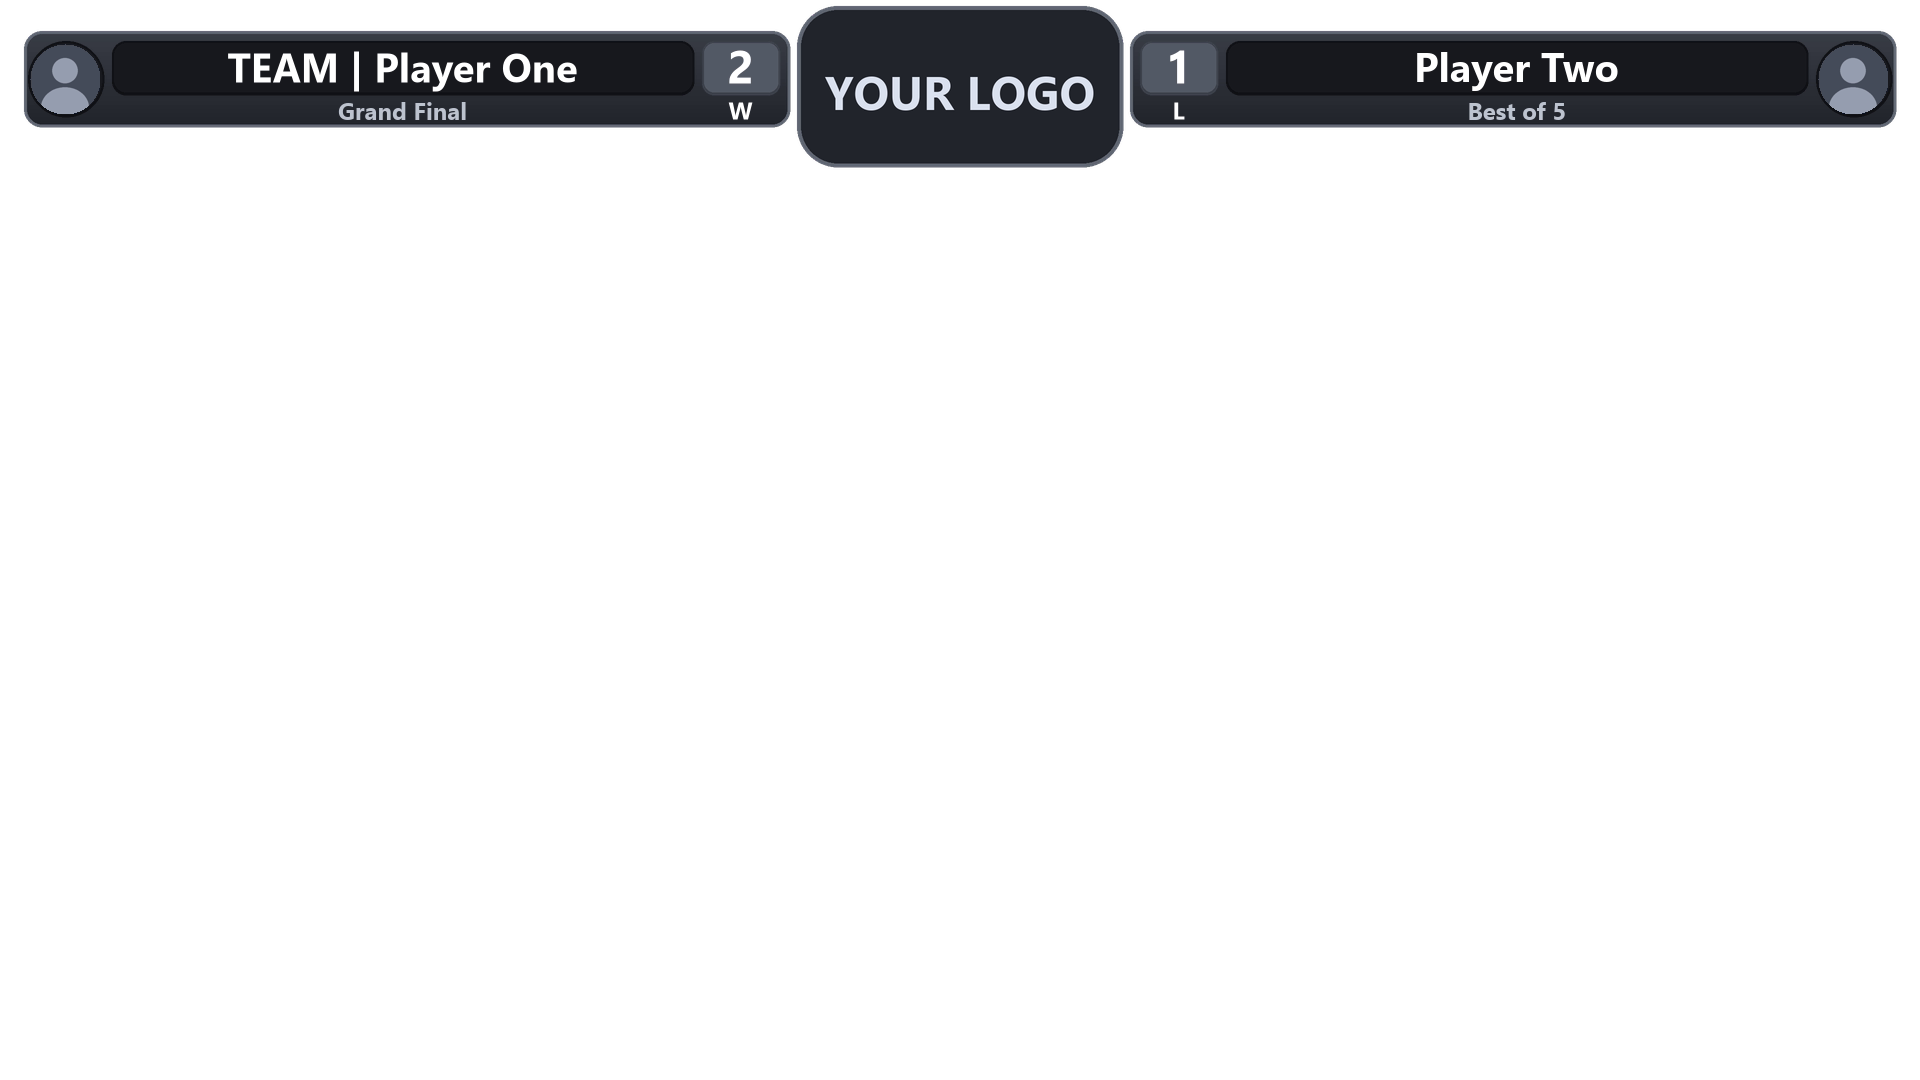 TEAM | Player One
2
Grand Final
W
YOUR LOGO
1
Player Two
L
Best of 5